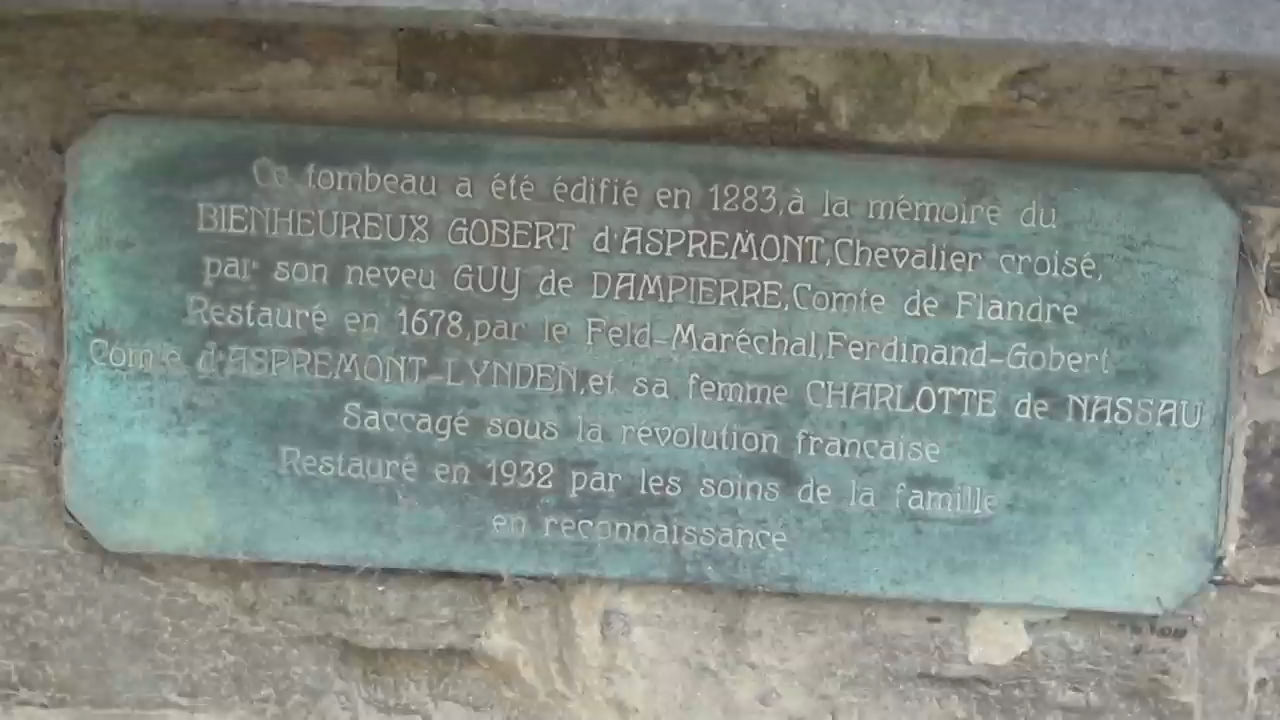 Ce tombeau a été édifié en 1283,à la mémoire du
BIENHEUREUX GOBERT d'ASPREMONT,Chevalier croisé,
par son neveu GUY de DAMPIERRE,Comte de Flandre
Restauré en 1678,par le Feld-Maréchal,Ferdinand-Gobert
Comte d'ASPREMONT-LYNDEN,et sa femme CHARLOTTE de NASSAU
Saccagé sous la révolution francaise
Restauré en 1932 par les soins de la famille
en reconnaissance